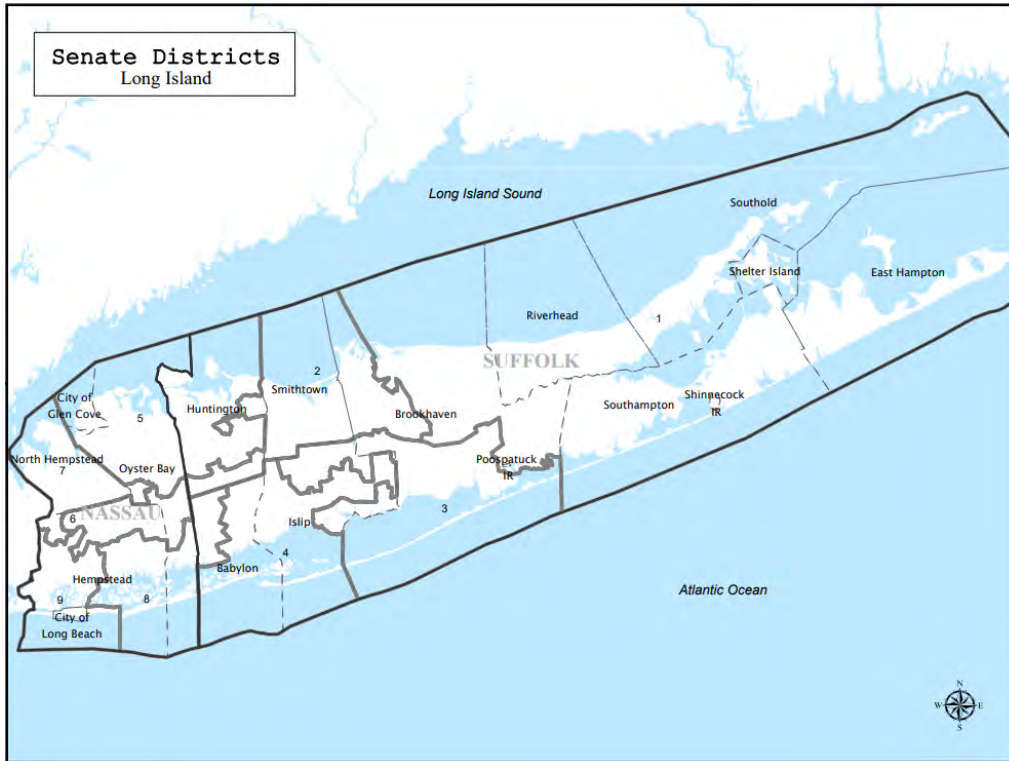 Senate Districts
Long Island
Long Island Sound
Southold
Shelter Island
East Hampton
Riverhead
1
SUFFOLK
2
Smithtown
City of
Glen Cove
5
Huntington
Brookhaven
Southampton
Shinnecock
IR
North Hempstead
7
Oyster Bay
Poospatuck
IR
6
NASSAU
Islip
3
4
Babylon
Hempstead
9
8
City of
Long Beach
Atlantic Ocean
N
W
E
S